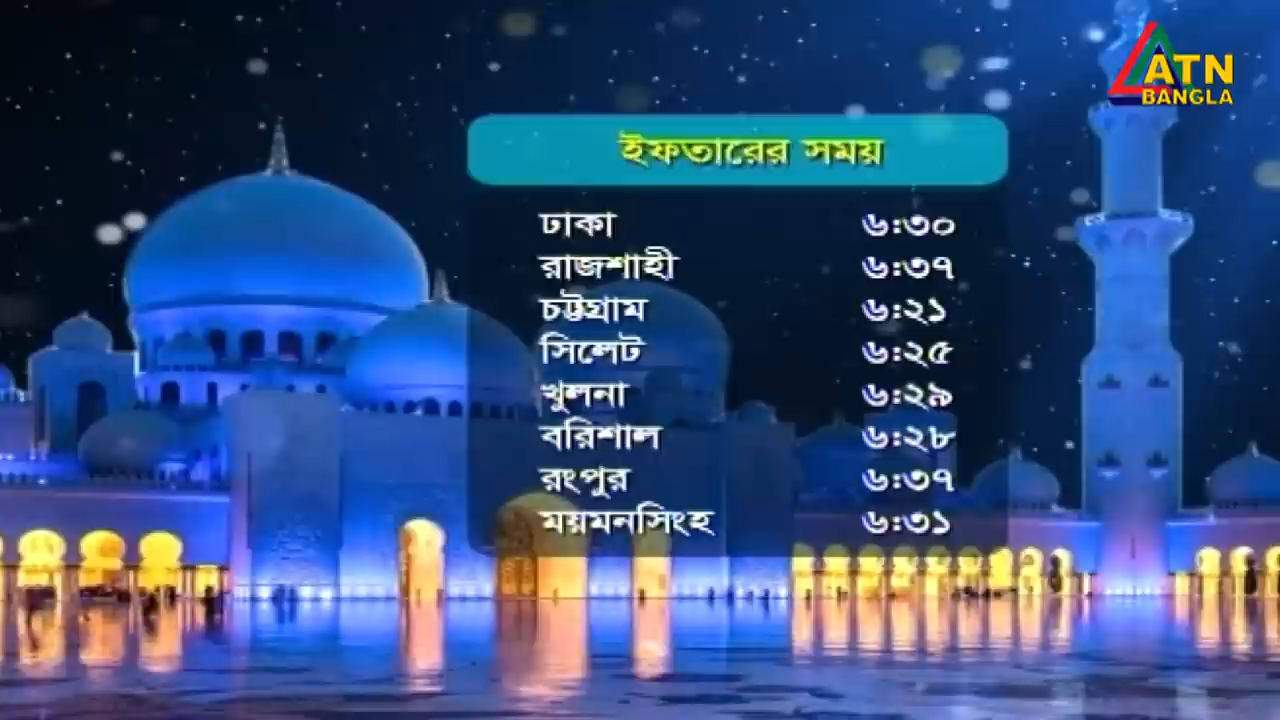 ATN
BANGLA
ইফতারের সময়
ঢাকা ৬:৩০
রাজশাহী ৬:৩৭
চট্টগ্রাম ৬:২১
সিলেট ৬:২৫
খুলনা ৬:২৯
বরিশাল ৬:২৮
রংপুর ৬:৩৭
ময়মনসিংহ ৬:৩১